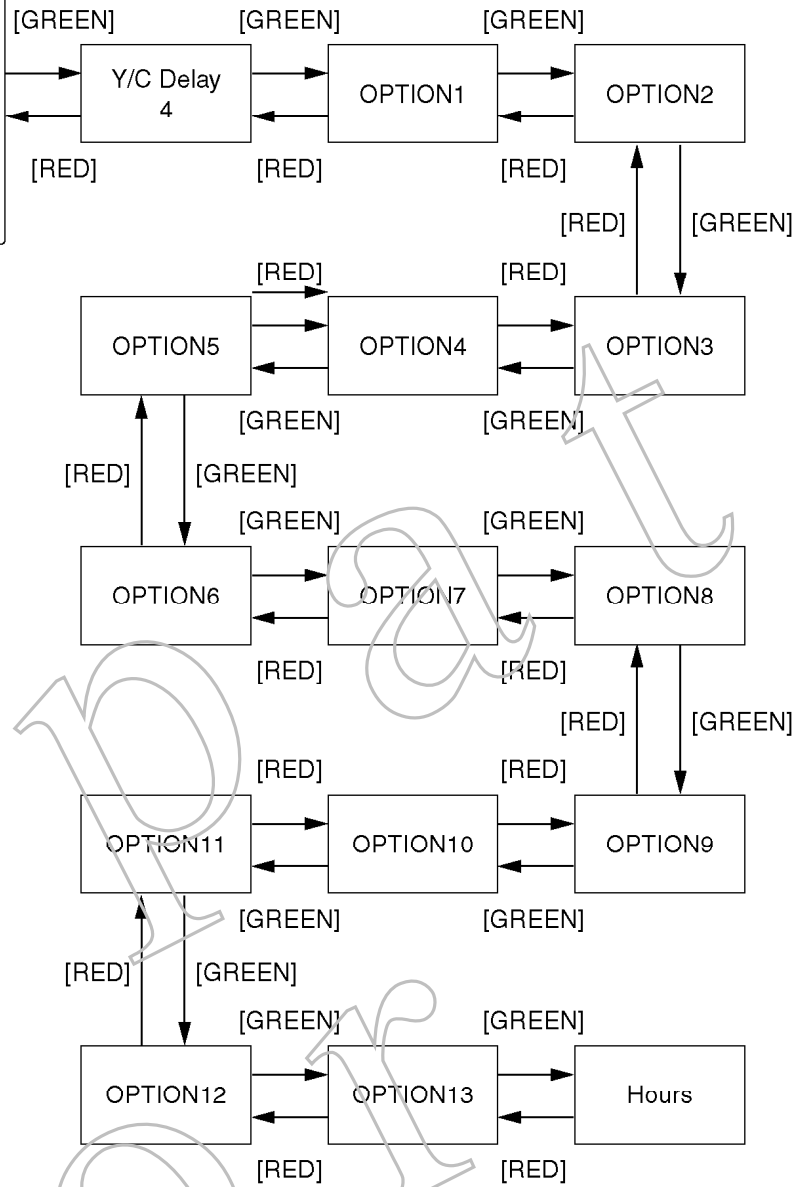 [GREEN] [GREEN] [GREEN]
Y/C Delay
4
OPTION1
OPTION2
[RED] [RED] [RED]
[RED] [GREEN]
[RED] [RED]
OPTION5
OPTION4
OPTION3
[GREEN] [GREEN]
[RED] [GREEN]
[GREEN] [GREEN]
OPTION6
OPTION7
OPTION8
[RED] [RED]
[RED] [GREEN]
[RED] [RED]
OPTION11
OPTION10
OPTION9
[GREEN] [GREEN]
[RED] [GREEN]
[GREEN] [GREEN]
OPTION12
OPTION13
Hours
[RED] [RED]